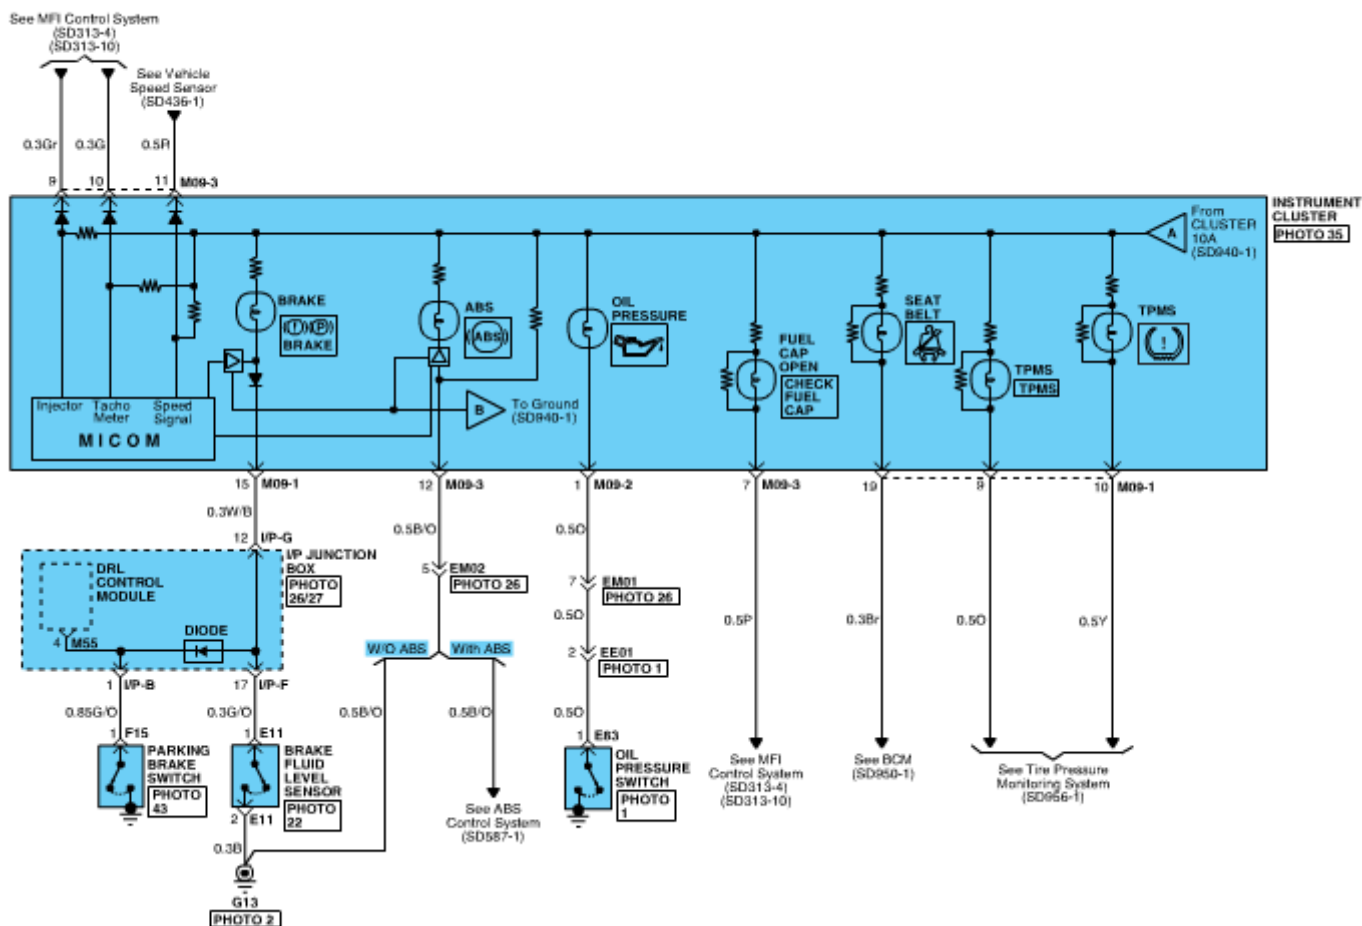 See MFI Control System
(SD313-4)
(SD313-10)
See Vehicle
Speed Sensor
(SD436-1)
0.3Gr
0.3G
0.5R
9
10
11
M09-3
INSTRUMENT
CLUSTER
PHOTO 35
From
CLUSTER
10A
(SD940-1)
A
BRAKE
(!)(P)
BRAKE
ABS
(ABS)
OIL
PRESSURE
FUEL
CAP
OPEN
CHECK
FUEL
CAP
SEAT
BELT
TPMS
TPMS
TPMS
!
Injector
Tacho
Meter
Speed
Signal
MICOM
B
To Ground
(SD940-1)
15
M09-1
12
M09-3
1
M09-2
7
M09-3
19
9
10
M09-1
0.3W/B
12
I/P-G
I/P JUNCTION
BOX
PHOTO
26/27
DRL
CONTROL
MODULE
4
M55
DIODE
0.5B/O
5
EM02
PHOTO 26
W/O ABS
With ABS
0.5O
7
EM01
PHOTO 26
0.5O
2
EE01
PHOTO 1
0.5P
0.3Br
0.5O
0.5Y
1
I/P-B
17
I/P-F
0.85G/O
0.3G/O
0.5B/O
0.5B/O
0.5O
1
F15
PARKING
BRAKE
SWITCH
PHOTO
43
1
E11
BRAKE
FLUID
LEVEL
SENSOR
PHOTO
22
2
E11
0.3B
G13
PHOTO 2
See ABS
Control System
(SD587-1)
1
E63
OIL
PRESSURE
SWITCH
PHOTO
1
See MFI
Control System
(SD313-4)
(SD313-10)
See BCM
(SD950-1)
See Tire Pressure
Monitoring System
(SD956-1)